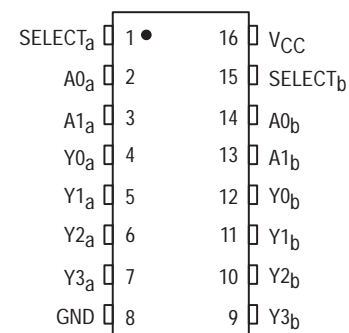 SELECTa 1 16 VCC
A0a 2 15 SELECTb
A1a 3 14 A0b
Y0a 4 13 A1b
Y1a 5 12 Y0b
Y2a 6 11 Y1b
Y3a 7 10 Y2b
GND 8 9 Y3b